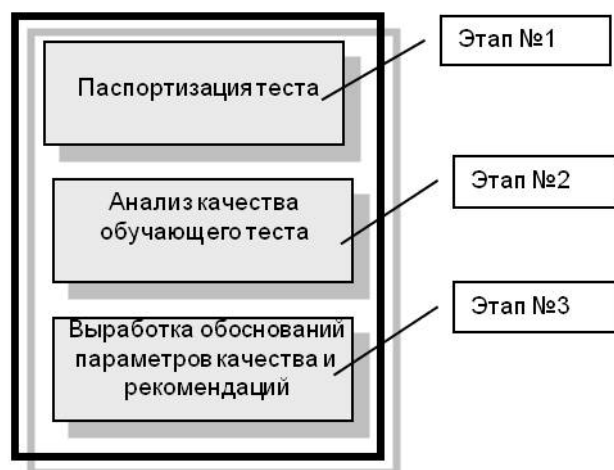 Паспортизация теста
Этап №1
Анализ качества
обучающего теста
Этап №2
Выработка обоснований
параметров качества и
рекомендаций
Этап №3